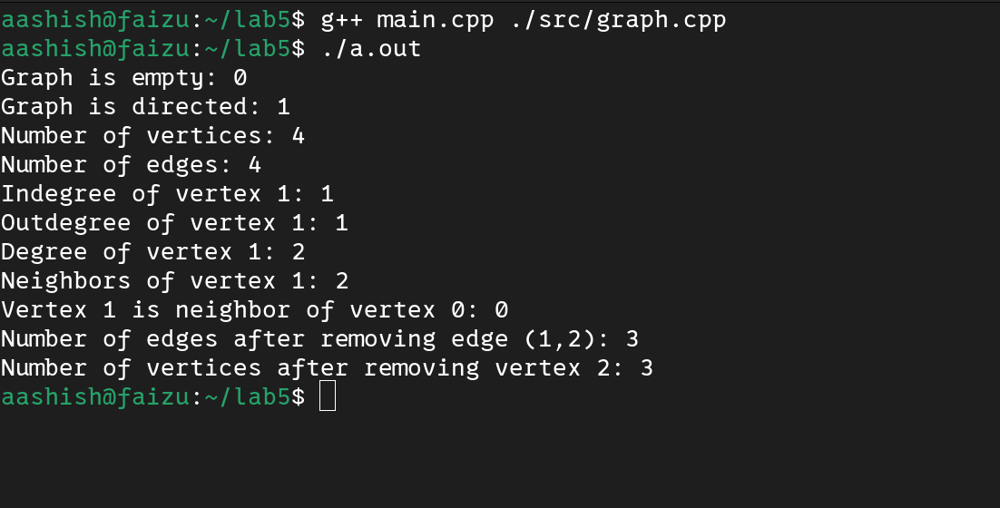 aashish@faizu:~/lab5$ g++ main.cpp ./src/graph.cpp
aashish@faizu:~/lab5$ ./a.out
Graph is empty: 0
Graph is directed: 1
Number of vertices: 4
Number of edges: 4
Indegree of vertex 1: 1
Outdegree of vertex 1: 1
Degree of vertex 1: 2
Neighbors of vertex 1: 2
Vertex 1 is neighbor of vertex 0: 0
Number of edges after removing edge (1,2): 3
Number of vertices after removing vertex 2: 3
aashish@faizu:~/lab5$